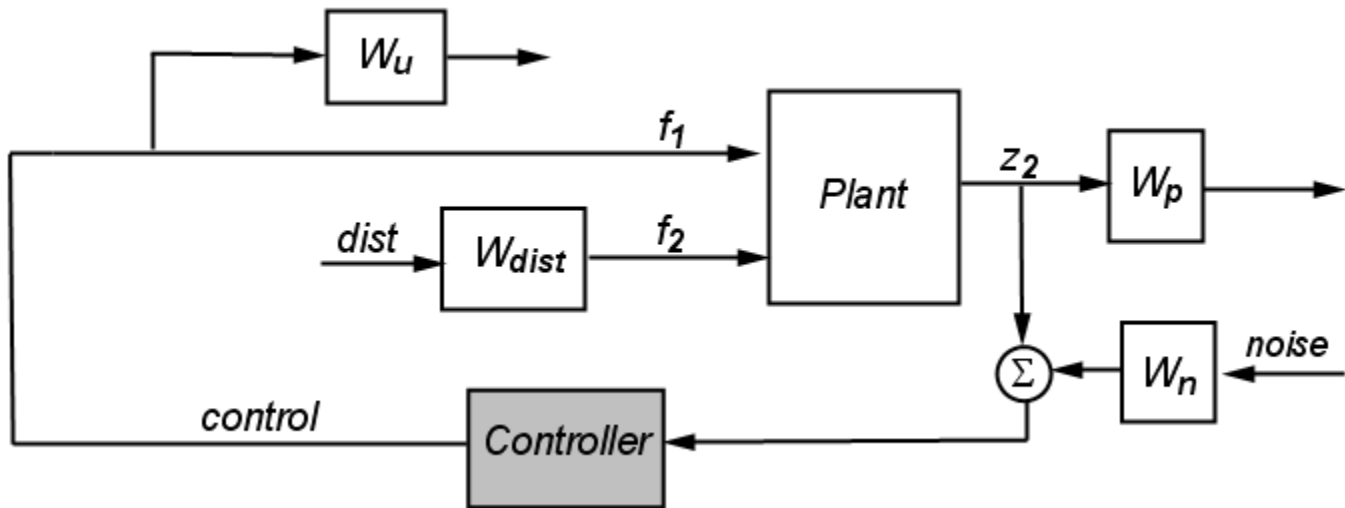 Wu
f1
Plant
z2
Wp
dist
Wdist
f2
Σ
Wn
noise
control
Controller